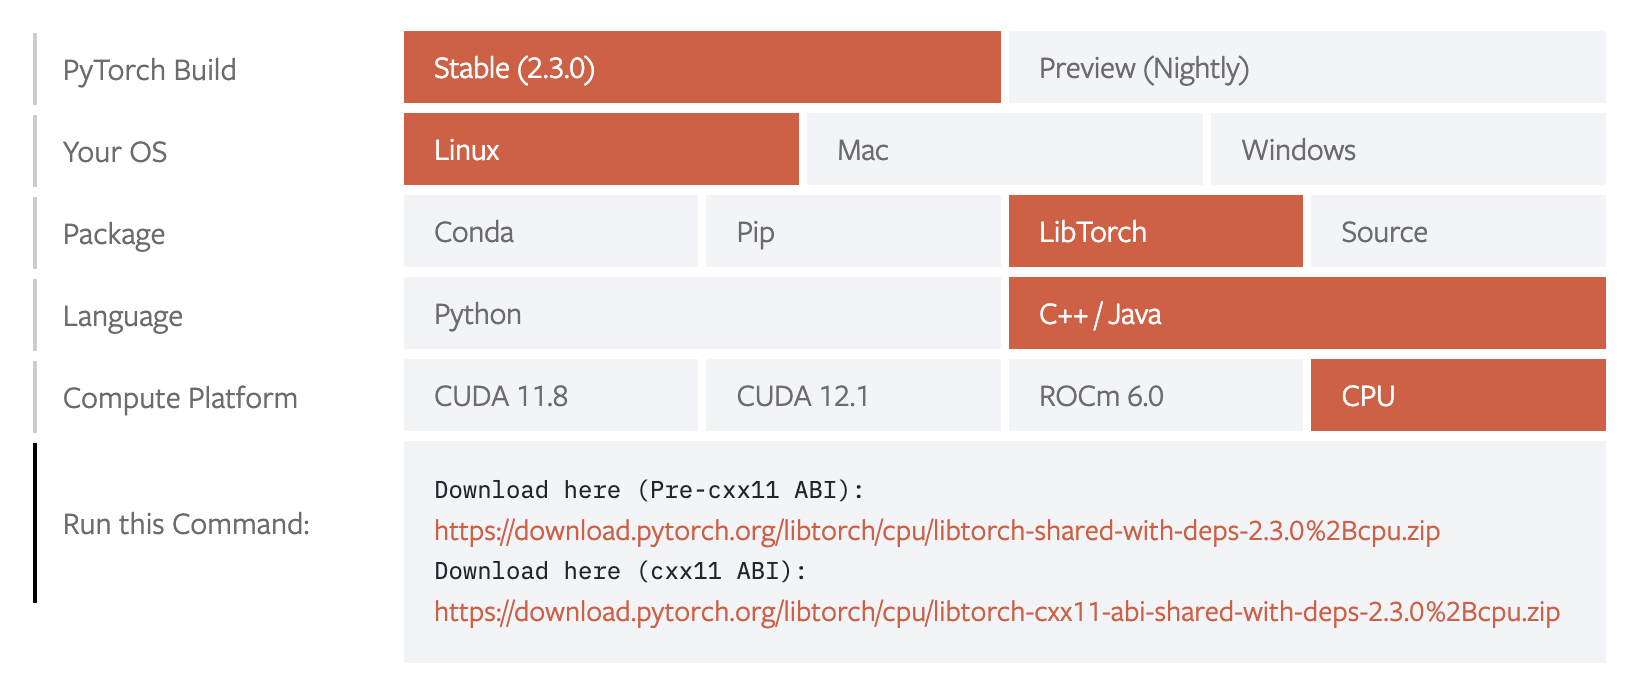 PyTorch Build
Stable (2.3.0)
Preview (Nightly)
Your OS
Linux
Mac
Windows
Package
Conda
Pip
LibTorch
Source
Language
Python
C++ / Java
Compute Platform
CUDA 11.8
CUDA 12.1
ROCm 6.0
CPU
Run this Command:
Download here (Pre-cxx11 ABI):
https://download.pytorch.org/libtorch/cpu/libtorch-shared-with-deps-2.3.0%2Bcpu.zip
Download here (cxx11 ABI):
https://download.pytorch.org/libtorch/cpu/libtorch-cxx11-abi-shared-with-deps-2.3.0%2Bcpu.zip